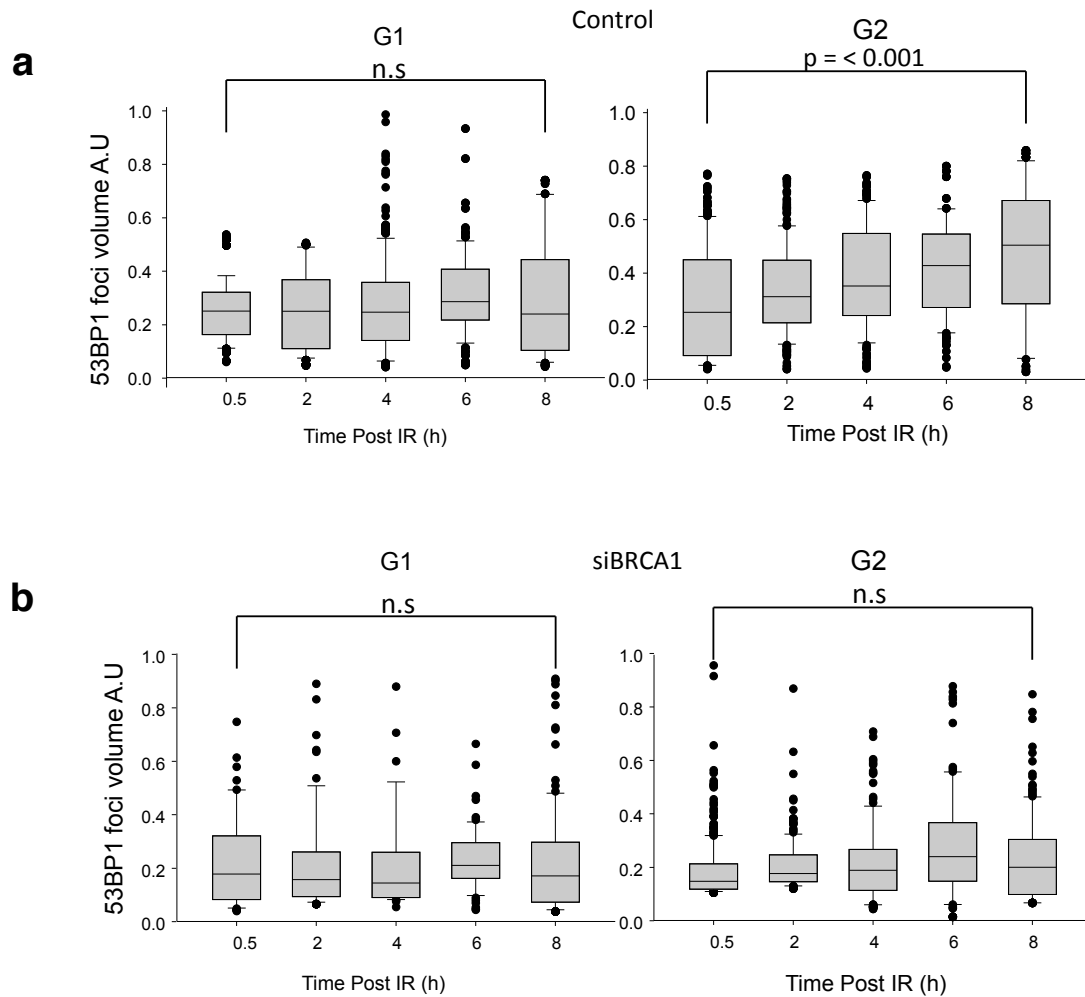 Control
a
G1
n.s
G2
p = < 0.001
53BP1 foci volume A.U
1.0
0.8
0.6
0.4
0.2
0.0
0.5 2 4 6 8
Time Post IR (h)
1.0
0.8
0.6
0.4
0.2
0.0
0.5 2 4 6 8
Time Post IR (h)
siBRCA1
b
G1
n.s
G2
n.s
53BP1 foci volume A.U
1.0
0.8
0.6
0.4
0.2
0.0
0.5 2 4 6 8
Time Post IR (h)
1.0
0.8
0.6
0.4
0.2
0.0
0.5 2 4 6 8
Time Post IR (h)